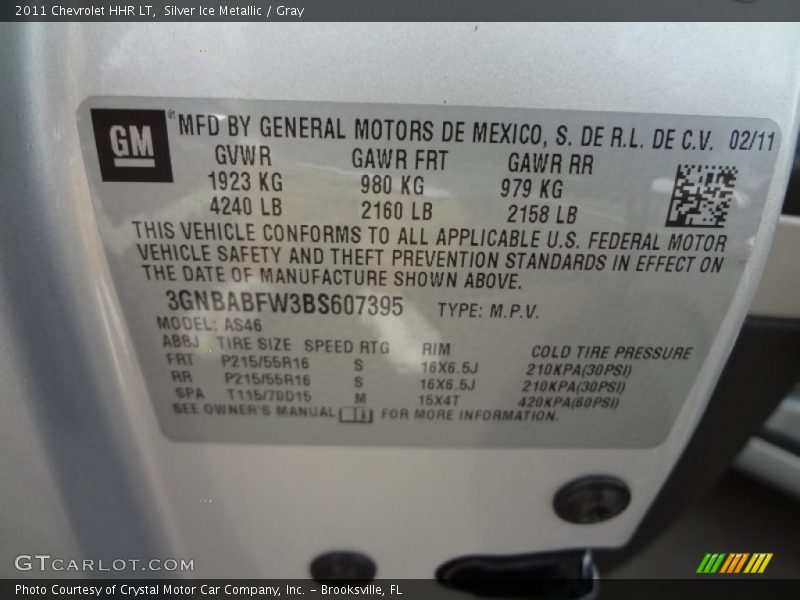 2011 Chevrolet HHR LT,  Silver Ice Metallic / Gray
GM ® MFD BY GENERAL MOTORS DE MEXICO, S. DE R.L. DE C.V. 02/11
GVWR GAWR FRT GAWR RR
1923 KG 980 KG 979 KG
4240 LB 2160 LB 2158 LB
THIS VEHICLE CONFORMS TO ALL APPLICABLE U.S. FEDERAL MOTOR
VEHICLE SAFETY AND THEFT PREVENTION STANDARDS IN EFFECT ON
THE DATE OF MANUFACTURE SHOWN ABOVE.
3GNBABFW3BS607395 TYPE: M.P.V.
MODEL: AS46
ABBJ TIRE SIZE SPEED RTG RIM COLD TIRE PRESSURE
FRT P215/55R16 S 16X6.5J 210KPA(30PSI)
RR P215/55R16 S 16X6.5J 210KPA(30PSI)
SPA T115/70D15 M 15X4T 420KPA(60PSI)
SEE OWNER'S MANUAL FOR MORE INFORMATION.
GTCARLOT.COM
Photo Courtesy of Crystal Motor Car Company, Inc. – Brooksville, FL